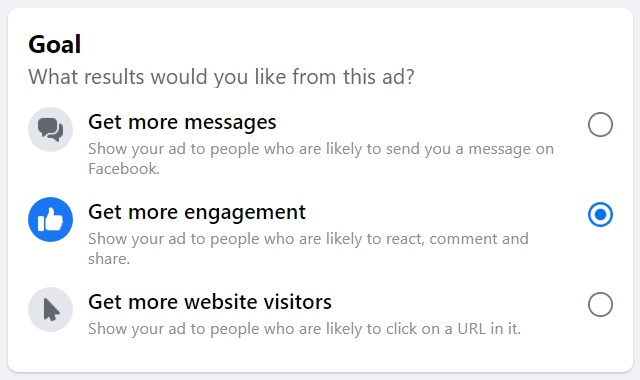 Goal
What results would you like from this ad?
Get more messages
Show your ad to people who are likely to send you a message on
Facebook.
Get more engagement
Show your ad to people who are likely to react, comment and
share.
Get more website visitors
Show your ad to people who are likely to click on a URL in it.